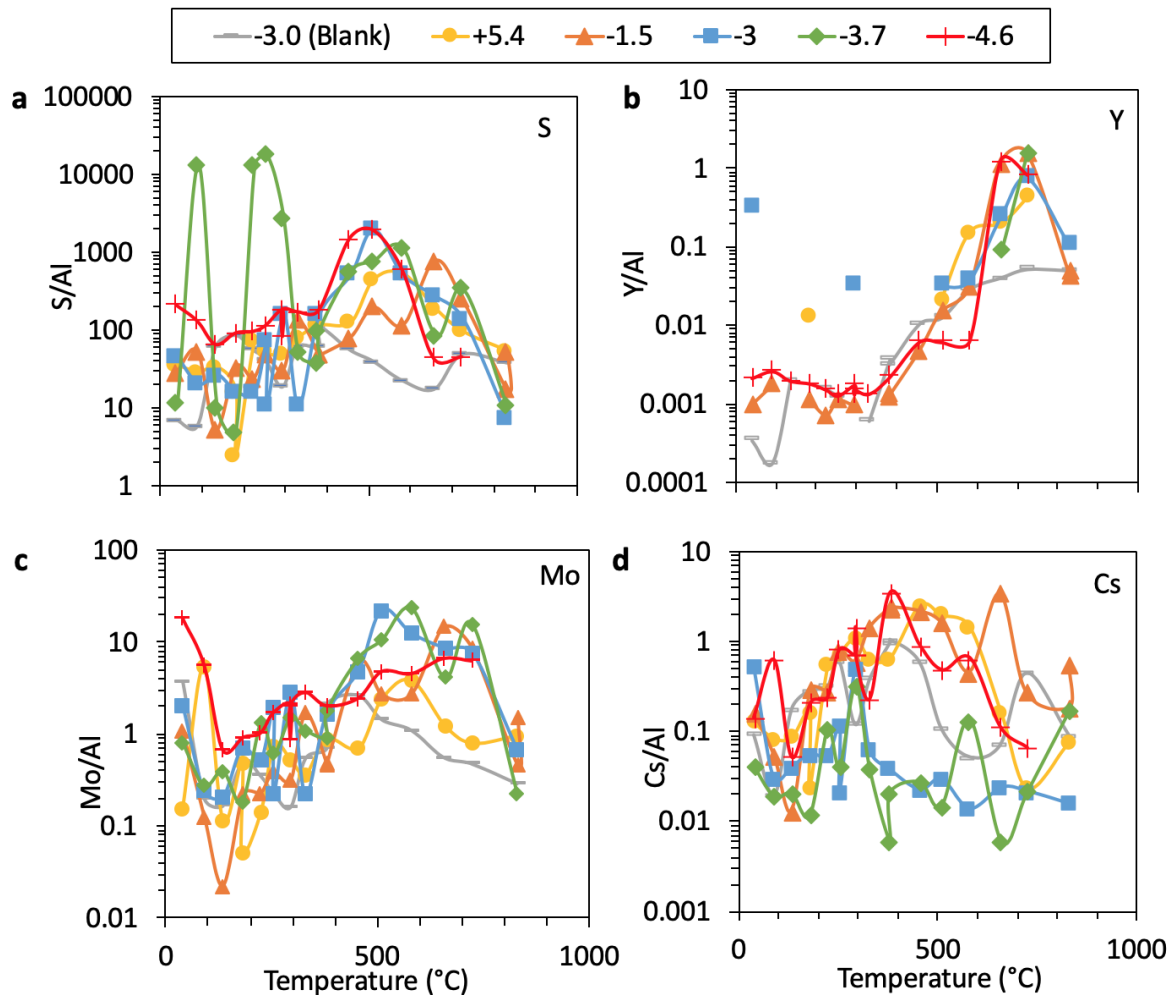 -3.0 (Blank) +5.4 -1.5 -3 -3.7 -4.6
a
100000
10000
1000
100
10
1
S/Al
S
b
10
1
0.1
0.01
0.001
0.0001
Y/Al
Y
c
100
10
1
0.1
0.01
Mo/Al
Mo
0 500 1000
Temperature (°C)
d
10
1
0.1
0.01
0.001
Cs/Al
Cs
0 500 1000
Temperature (°C)